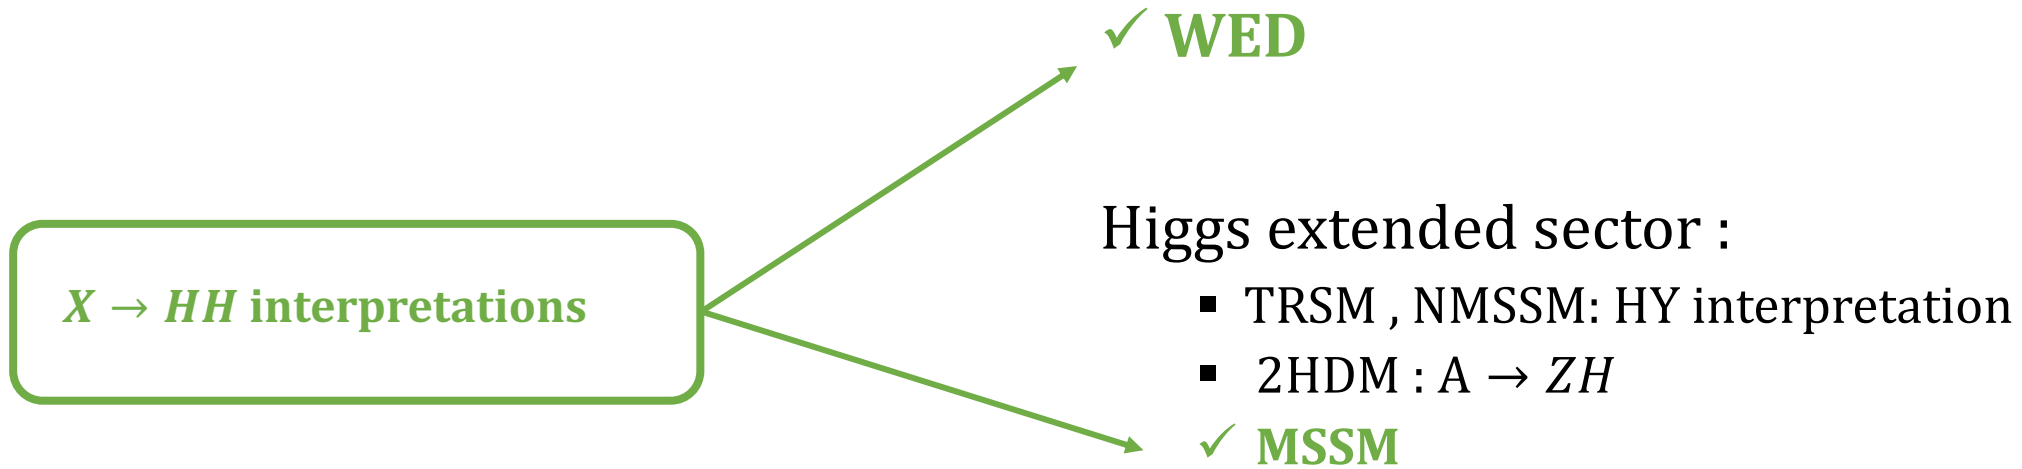 ✓ WED
Higgs extended sector :
X → HH interpretations
▪ TRSM , NMSSM: HY interpretation
▪ 2HDM : A → ZH
✓ MSSM